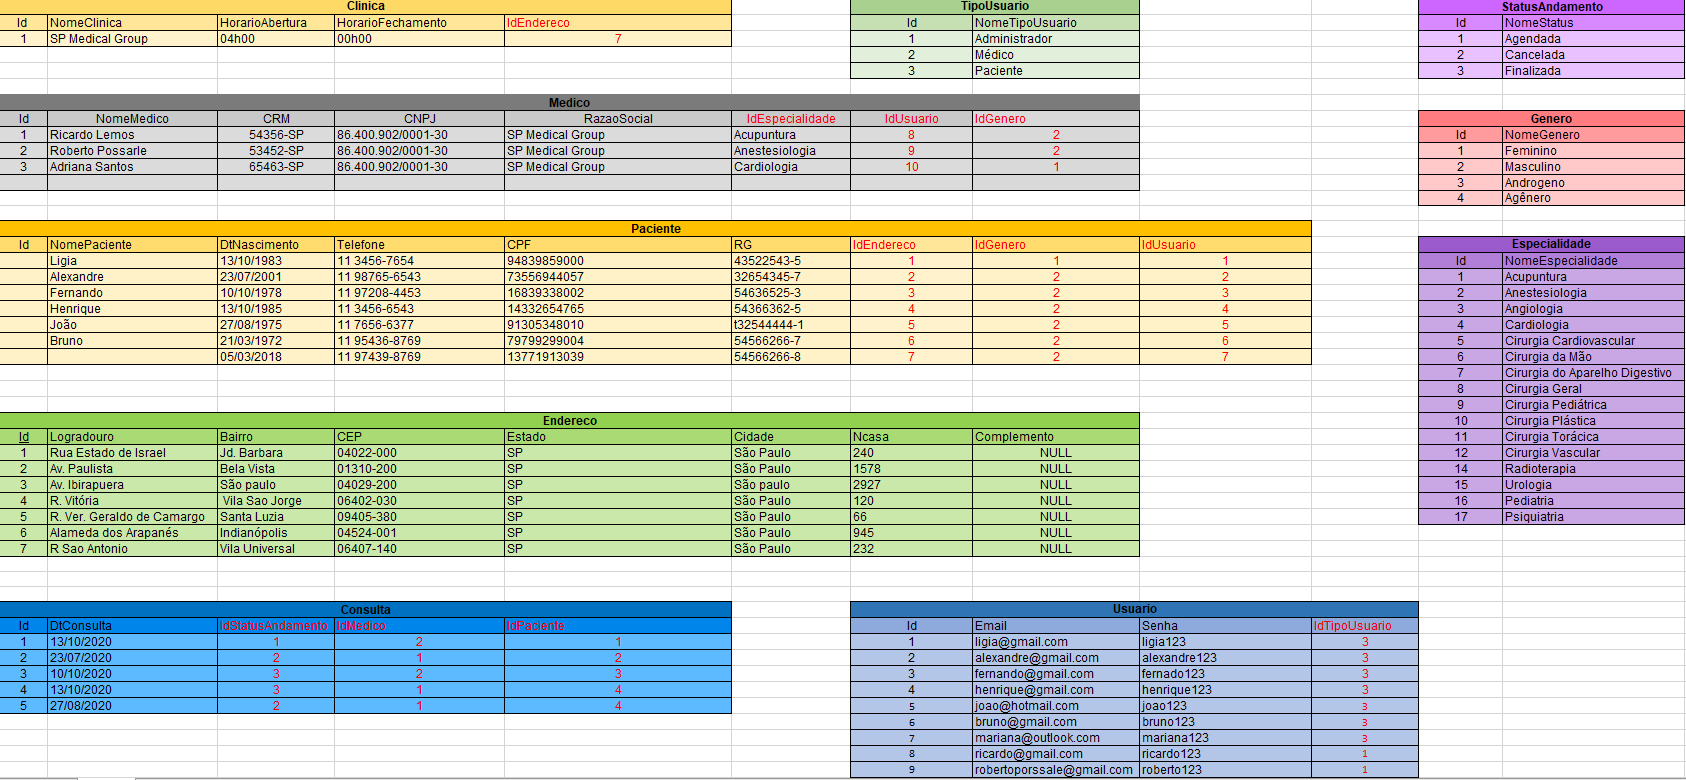 Clinica
Id NomeClinica HorarioAbertura HorarioFechamento IdEndereco
1 SP Medical Group 04h00 00h00 7
TipoUsuario
Id NomeTipoUsuario
1 Administrador
2 Médico
3 Paciente
StatusAndamento
Id NomeStatus
1 Agendada
2 Cancelada
3 Finalizada
Medico
Id NomeMedico CRM CNPJ RazaoSocial IdEspecialidade IdUsuario IdGenero
1 Ricardo Lemos 54356-SP 86.400.902/0001-30 SP Medical Group Acupuntura 8 2
2 Roberto Possarle 53452-SP 86.400.902/0001-30 SP Medical Group Anestesiologia 9 2
3 Adriana Santos 65463-SP 86.400.902/0001-30 SP Medical Group Cardiologia 10 1
Genero
Id NomeGenero
1 Feminino
2 Masculino
3 Androgeno
4 Agênero
Paciente
Id NomePaciente DtNascimento Telefone CPF RG IdEndereco IdGenero IdUsuario
Ligia 13/10/1983 11 3456-7654 94839859000 43522543-5 1 1 1
Alexandre 23/07/2001 11 98765-6543 73556944057 32654345-7 2 2 2
Fernando 10/10/1978 11 97208-4453 16839338002 54636525-3 3 2 3
Henrique 13/10/1985 11 3456-6543 14332654765 54366362-5 4 2 4
João 27/08/1975 11 7656-6377 91305348010 t32544444-1 5 2 5
Bruno 21/03/1972 11 95436-8769 79799299004 54566266-7 6 2 6
05/03/2018 11 97439-8769 13771913039 54566266-8 7 2 7
Especialidade
Id NomeEspecialidade
1 Acupuntura
2 Anestesiologia
3 Angiologia
4 Cardiologia
5 Cirurgia Cardiovascular
6 Cirurgia da Mão
7 Cirurgia do Aparelho Digestivo
8 Cirurgia Geral
9 Cirurgia Pediátrica
10 Cirurgia Plástica
11 Cirurgia Torácica
12 Cirurgia Vascular
14 Radioterapia
15 Urologia
16 Pediatria
17 Psiquiatria
Endereco
Id Logradouro Bairro CEP Estado Cidade Ncasa Complemento
1 Rua Estado de Israel Jd. Barbara 04022-000 SP São Paulo 240 NULL
2 Av. Paulista Bela Vista 01310-200 SP São Paulo 1578 NULL
3 Av. Ibirapuera São paulo 04029-200 SP São paulo 2927 NULL
4 R. Vitória Vila Sao Jorge 06402-030 SP São Paulo 120 NULL
5 R. Ver. Geraldo de Camargo Santa Luzia 09405-380 SP São Paulo 66 NULL
6 Alameda dos Arapanés Indianópolis 04524-001 SP São Paulo 945 NULL
7 R Sao Antonio Vila Universal 06407-140 SP São Paulo 232 NULL
Consulta
Id DtConsulta IdStatusAndamento IdMedico IdPaciente
1 13/10/2020 1 2 1
2 23/07/2020 2 1 2
3 10/10/2020 3 2 3
4 13/10/2020 3 1 4
5 27/08/2020 2 1 4
Usuario
Id Email Senha IdTipoUsuario
1 ligia@gmail.com ligia123 3
2 alexandre@gmail.com alexandre123 3
3 fernando@gmail.com fernado123 3
4 henrique@gmail.com henrique123 3
5 joao@hotmail.com joao123 3
6 bruno@gmail.com bruno123 3
7 mariana@outlook.com mariana123 3
8 ricardo@gmail.com ricardo123 1
9 robertoporssale@gmail.com roberto123 1